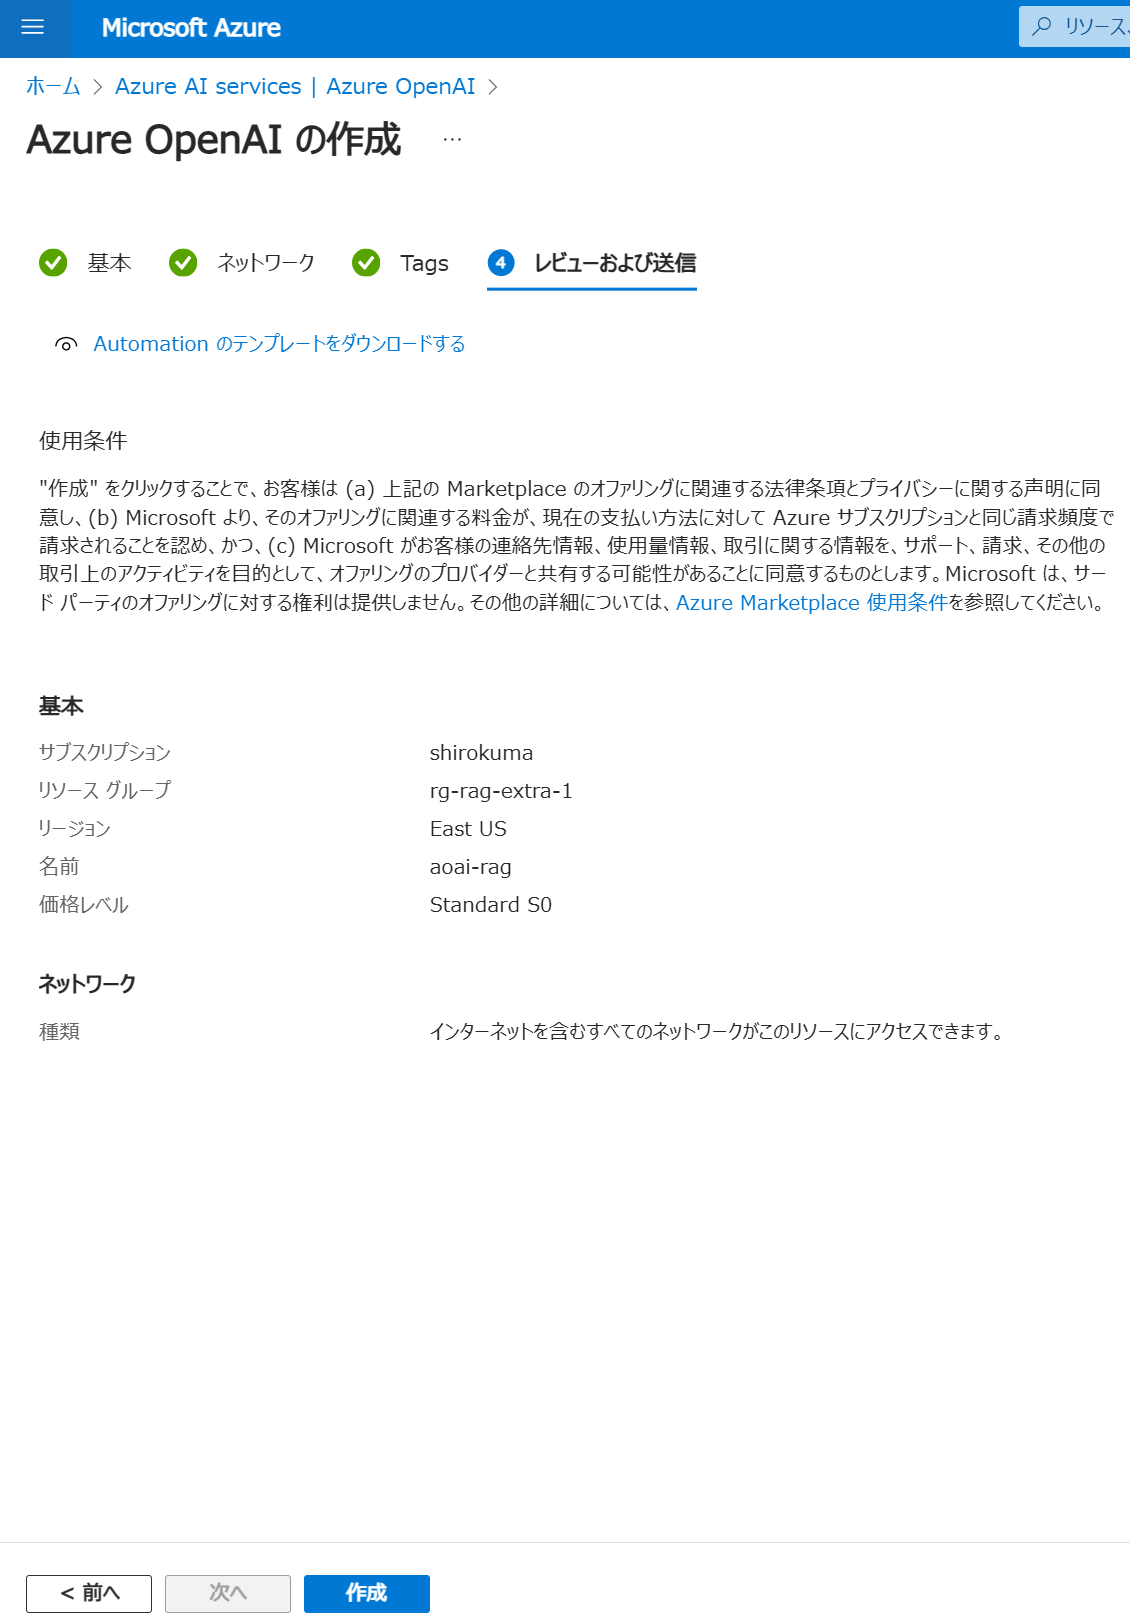 Microsoft Azure
リソース、
ホーム > Azure AI services | Azure OpenAI >
Azure OpenAI の作成 …
基本 ネットワーク Tags 4 レビューおよび送信
Automation のテンプレートをダウンロードする
使用条件
"作成" をクリックすることで、お客様は (a) 上記の Marketplace のオファリングに関連する法律条項とプライバシーに関する声明に同
意し、(b) Microsoft より、そのオファリングに関連する料金が、現在の支払い方法に対して Azure サブスクリプションと同じ請求頻度で
請求されることを認め、かつ、(c) Microsoft がお客様の連絡先情報、使用量情報、取引に関する情報を、サポート、請求、その他の
取引上のアクティビティを目的として、オファリングのプロバイダーと共有する可能性があることに同意するものとします。Microsoft は、サー
ド パーティのオファリングに対する権利は提供しません。その他の詳細については、Azure Marketplace 使用条件を参照してください。
基本
サブスクリプション shirokuma
リソース グループ rg-rag-extra-1
リージョン East US
名前 aoai-rag
価格レベル Standard S0
ネットワーク
種類 インターネットを含むすべてのネットワークがこのリソースにアクセスできます。
< 前へ 次へ 作成